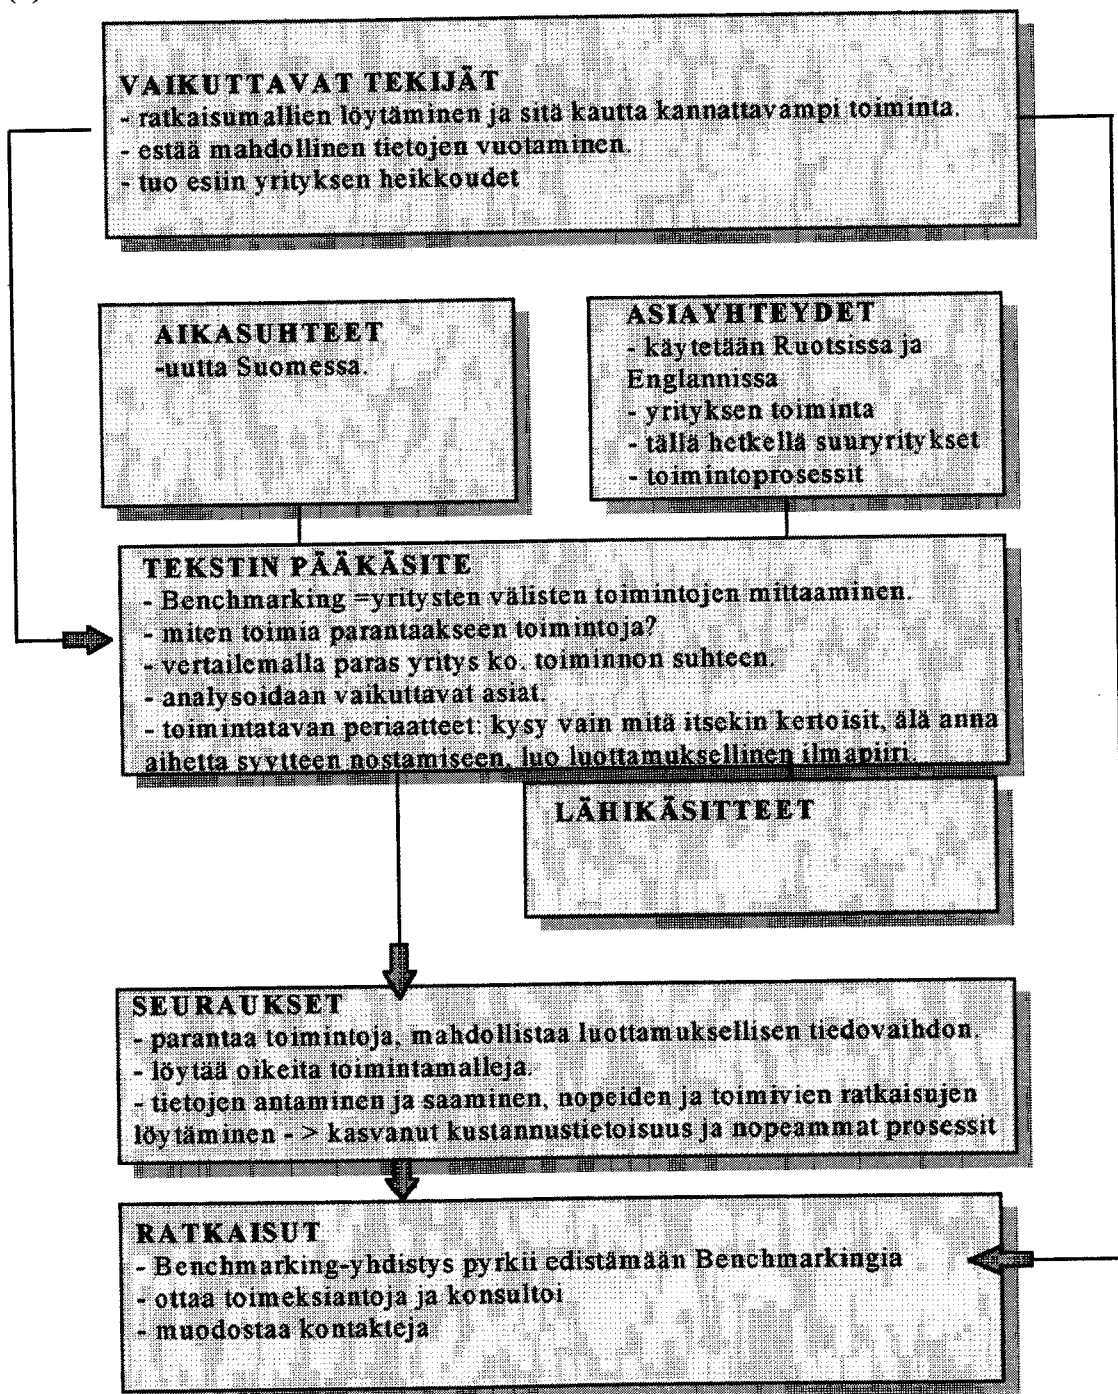 VAIKUTTAVAT TEKIJÄT
- ratkaisumallien löytäminen ja sitä kautta kannattavampi toiminta.
- estää mahdollinen tietojen vuotaminen.
- tuo esiin yrityksen heikkoudet
AIKASUHTEET
-uutta Suomessa.
ASIAYHTEYDET
- käytetään Ruotsissa ja
Englannissa
- yrityksen toiminta
- tällä hetkellä suuryritykset
- toimintoprosessit
TEKSTIN PÄÄKÄSITE
- Benchmarking =yritysten välisten toimintojen mittaaminen.
- miten toimia parantaakseen toimintoja?
- vertailemalla paras yritys ko. toiminnon suhteen.
- analysoidaan vaikuttavat asiat.
- toimintatavan periaatteet: kysy vain mitä itsekin kertoisit, älä anna
aihetta syytteen nostamiseen, luo luottamuksellinen ilmapiiri.
LÄHIKÄSITTEET
SEURAUKSET
- parantaa toimintoja, mahdollistaa luottamuksellisen tiedovaihdon.
- löytää oikeita toimintamalleja.
- tietojen antaminen ja saaminen, nopeiden ja toimivien ratkaisujen
löytäminen - > kasvanut kustannustietoisuus ja nopeammat prosessit
RATKAISUT
- Benchmarking-yhdistys pyrkii edistämään Benchmarkingia
- ottaa toimeksiantoja ja konsultoi
- muodostaa kontakteja